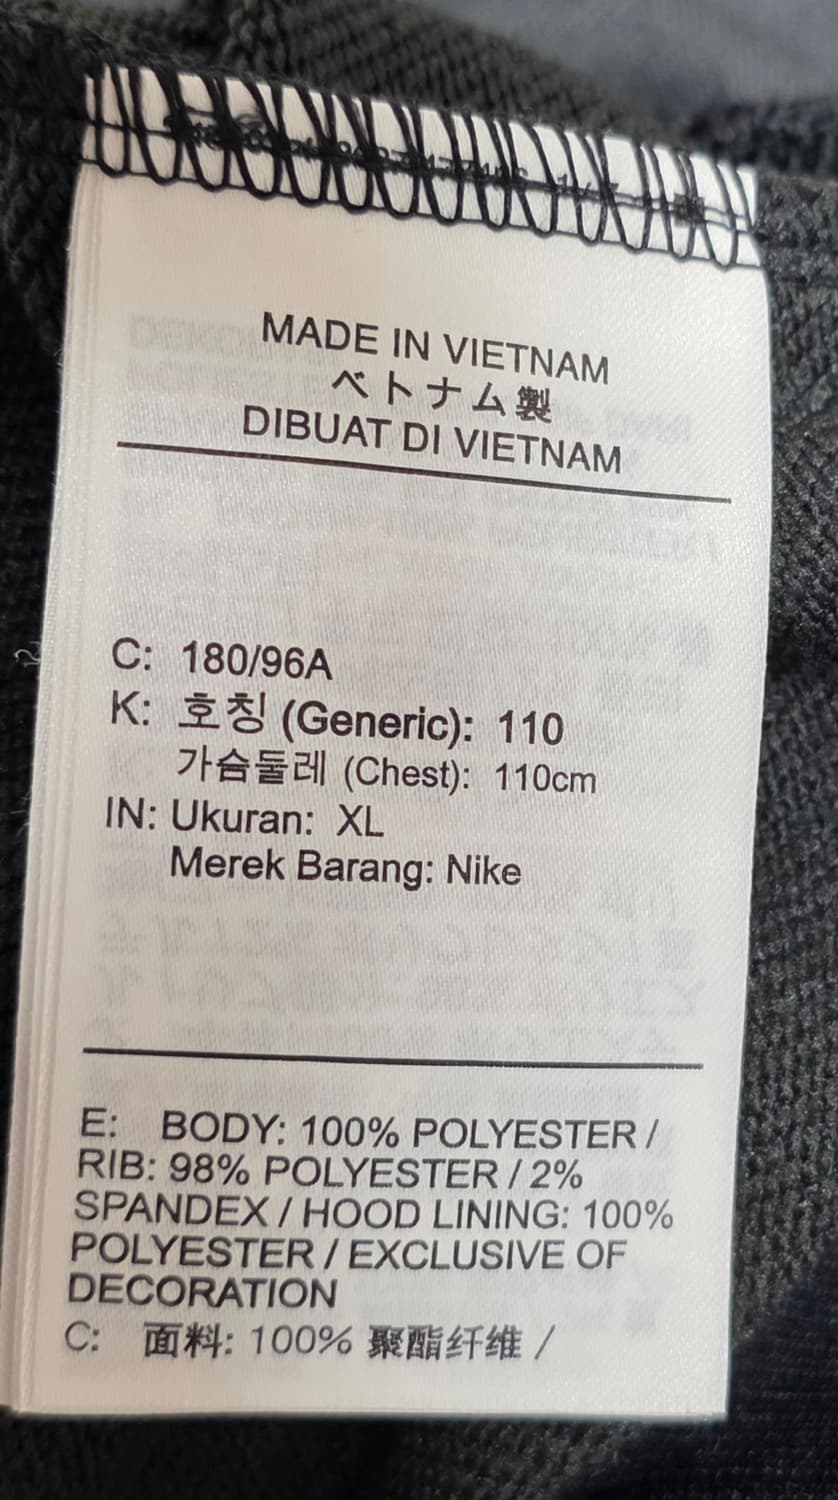 MADE IN VIETNAM
ベトナム製
DIBUAT DI VIETNAM
C: 180/96A
K: 호칭 (Generic): 110
가슴둘레 (Chest): 110cm
IN: Ukuran: XL
Merek Barang: Nike
E: BODY: 100% POLYESTER /
RIB: 98% POLYESTER / 2%
SPANDEX / HOOD LINING: 100%
POLYESTER / EXCLUSIVE OF
DECORATION
C: 面料: 100% 聚酯纤维 /